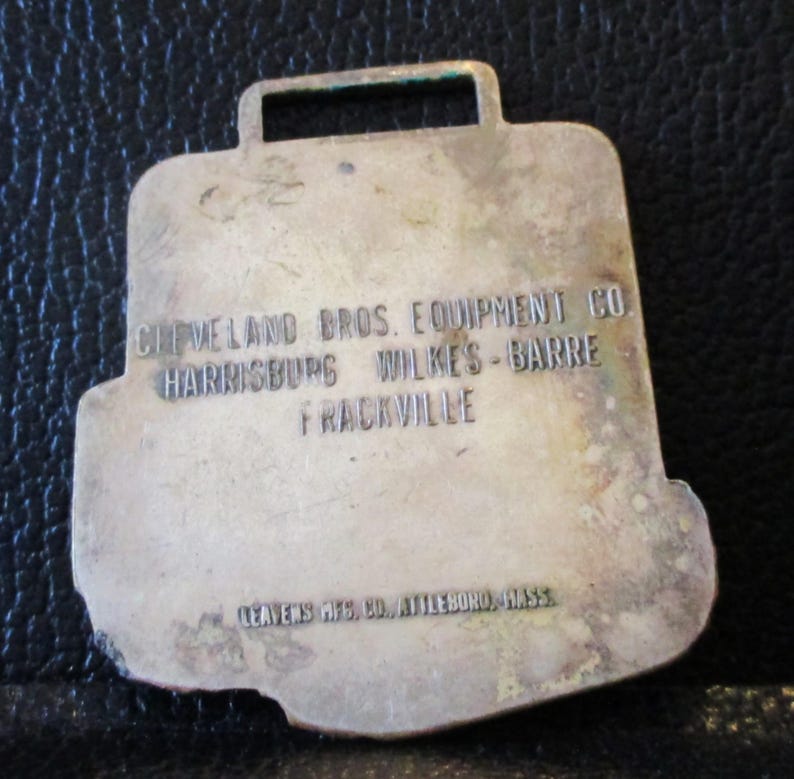 CLEVELAND BROS. EQUIPMENT CO.
HARRISBURG WILKES-BARRE
FRACKVILLE
LEAVENS MFG. CO., ATTLEBORO, MASS.